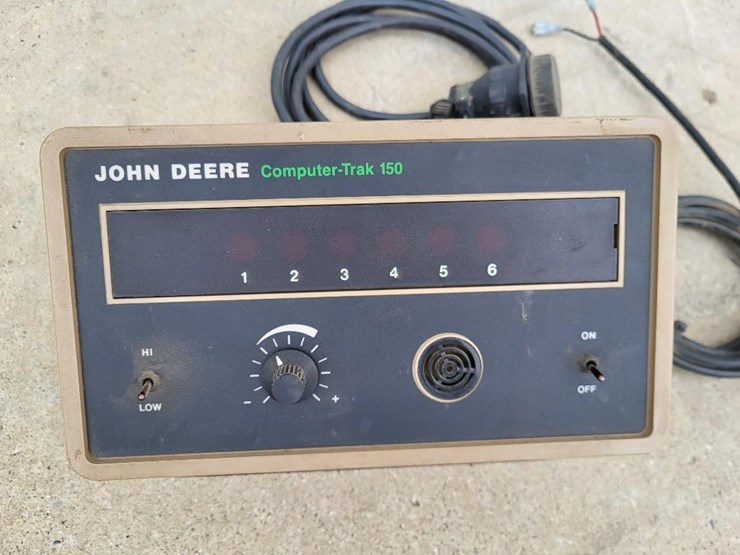 JOHN DEERE Computer-Trak 150
1 2 3 4 5 6
HI
LOW
- +
ON
OFF